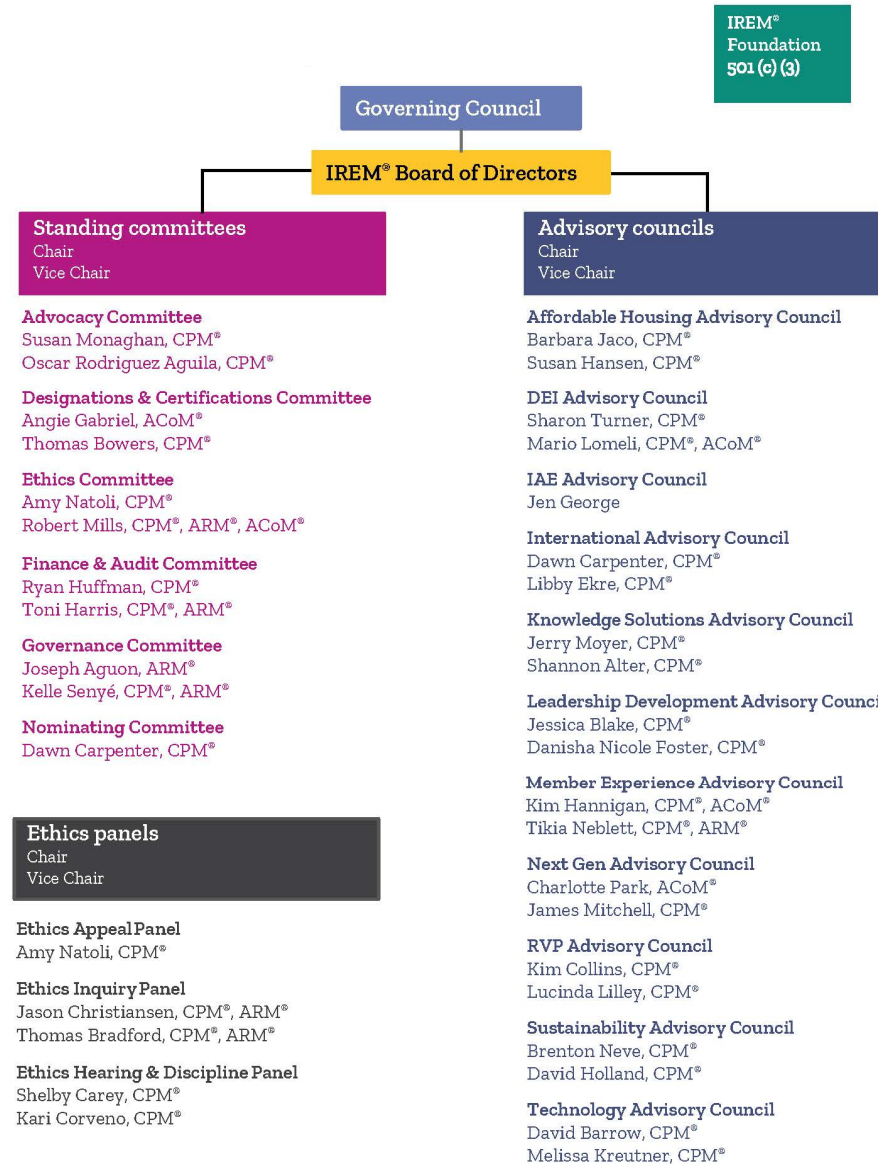 IREM®
Foundation
501 (c) (3)
Governing Council
IREM® Board of Directors
Standing committees
Chair
Vice Chair
Advocacy Committee
Susan Monaghan, CPM®
Oscar Rodriguez Aguila, CPM®
Designations & Certifications Committee
Angie Gabriel, ACoM®
Thomas Bowers, CPM®
Ethics Committee
Amy Natoli, CPM®
Robert Mills, CPM®, ARM®, ACoM®
Finance & Audit Committee
Ryan Huffman, CPM®
Toni Harris, CPM®, ARM®
Governance Committee
Joseph Aguon, ARM®
Kelle Senyé, CPM®, ARM®
Nominating Committee
Dawn Carpenter, CPM®
Ethics panels
Chair
Vice Chair
Ethics Appeal Panel
Amy Natoli, CPM®
Ethics Inquiry Panel
Jason Christiansen, CPM®, ARM®
Thomas Bradford, CPM®, ARM®
Ethics Hearing & Discipline Panel
Shelby Carey, CPM®
Kari Corveno, CPM®
Advisory councils
Chair
Vice Chair
Affordable Housing Advisory Council
Barbara Jaco, CPM®
Susan Hansen, CPM®
DEI Advisory Council
Sharon Turner, CPM®
Mario Lomeli, CPM®, ACoM®
IAE Advisory Council
Jen George
International Advisory Council
Dawn Carpenter, CPM®
Libby Ekre, CPM®
Knowledge Solutions Advisory Council
Jerry Moyer, CPM®
Shannon Alter, CPM®
Leadership Development Advisory Counci
Jessica Blake, CPM®
Danisha Nicole Foster, CPM®
Member Experience Advisory Council
Kim Hannigan, CPM®, ACoM®
Tikia Neblett, CPM®, ARM®
Next Gen Advisory Council
Charlotte Park, ACoM®
James Mitchell, CPM®
RVP Advisory Council
Kim Collins, CPM®
Lucinda Lilley, CPM®
Sustainability Advisory Council
Brenton Neve, CPM®
David Holland, CPM®
Technology Advisory Council
David Barrow, CPM®
Melissa Kreutner, CPM®